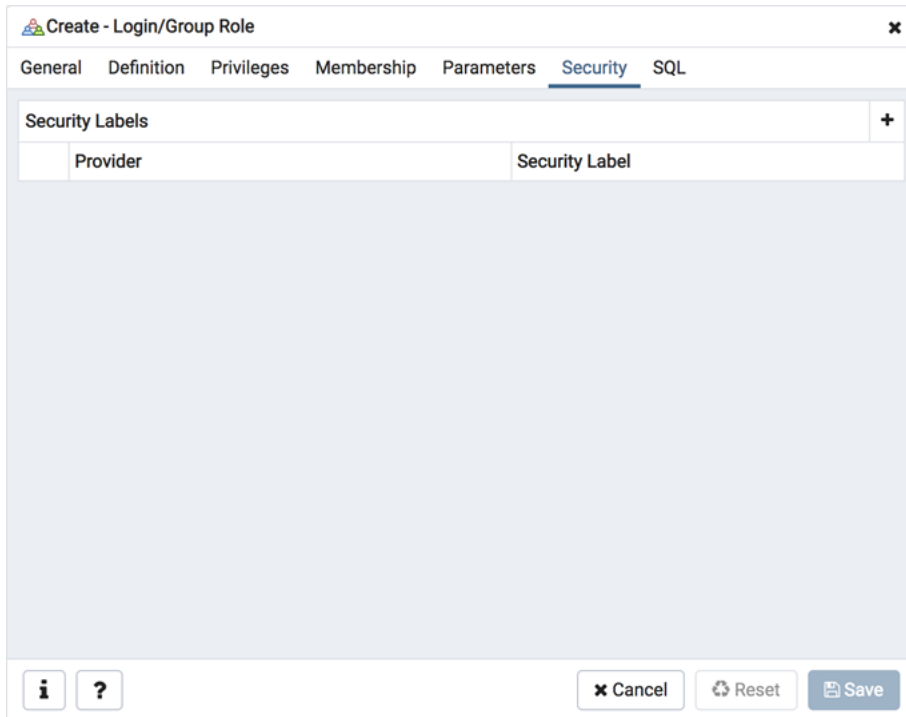 Create - Login/Group Role
General Definition Privileges Membership Parameters Security SQL
Security Labels
Provider Security Label
i ? Cancel Reset Save